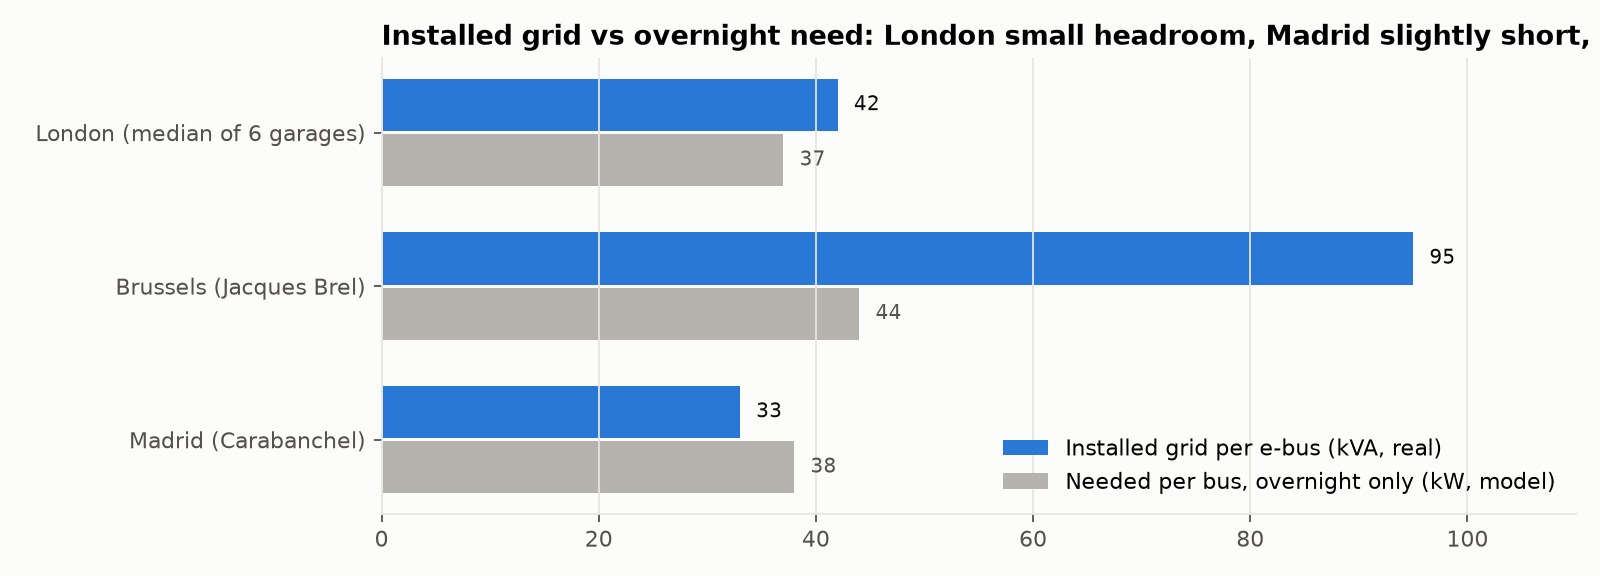 Installed grid vs overnight need: London small headroom, Madrid slightly short,
London (median of 6 garages)
42
37
Brussels (Jacques Brel)
95
44
Madrid (Carabanchel)
33
38
Installed grid per e-bus (kVA, real)
Needed per bus, overnight only (kW, model)
0 20 40 60 80 100